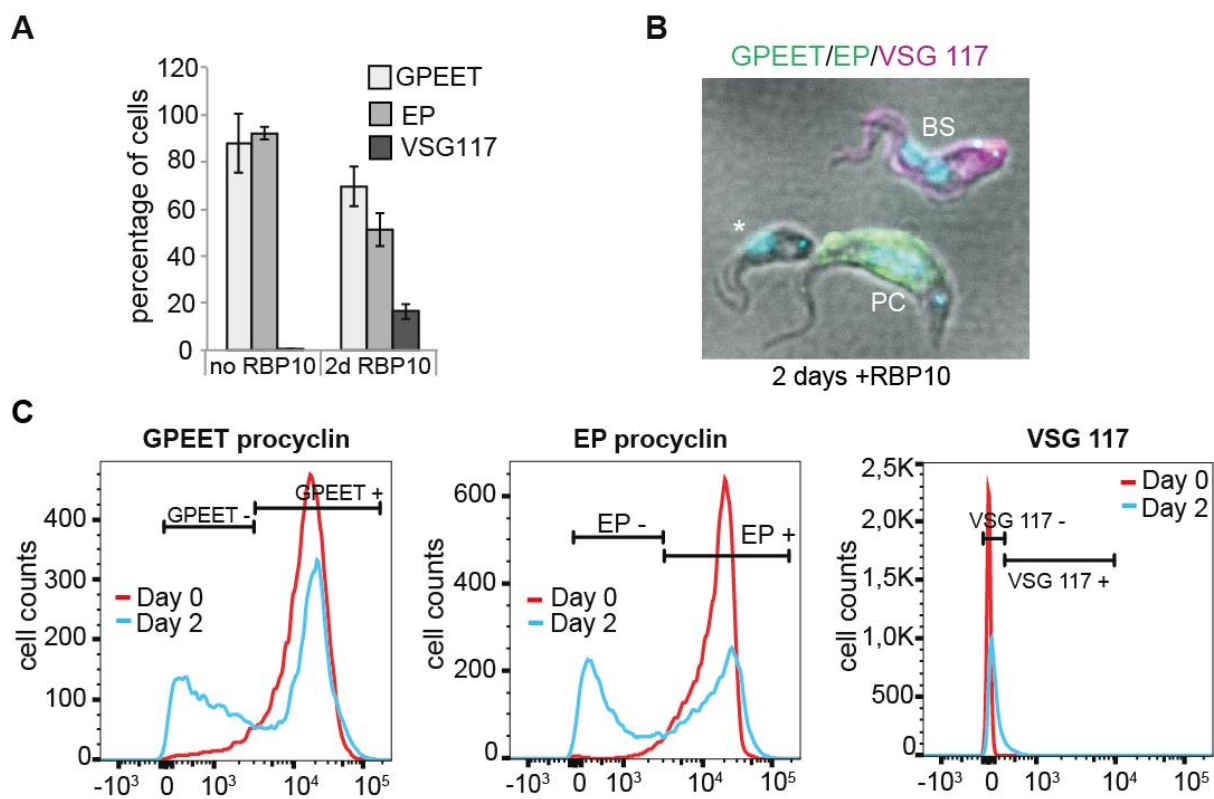 A
120
100
80
60
40
20
0
percentage of cells
GPEET
EP
VSG117
no RBP10
2d RBP10
B
GPEET/EP/VSG 117
BS
*
PC
2 days +RBP10
C
GPEET procyclin
400
300
200
100
0
cell counts
GPEET -
GPEET +
Day 0
Day 2
-10³ 0 10³ 10⁴ 10⁵
EP procyclin
600
400
200
0
cell counts
EP -
EP +
Day 0
Day 2
-10³ 0 10³ 10⁴ 10⁵
VSG 117
2,5K
2,0K
1,5K
1,0K
500
0
cell counts
Day 0
Day 2
VSG 117 -
VSG 117 +
-10³ 0 10³ 10⁴ 10⁵